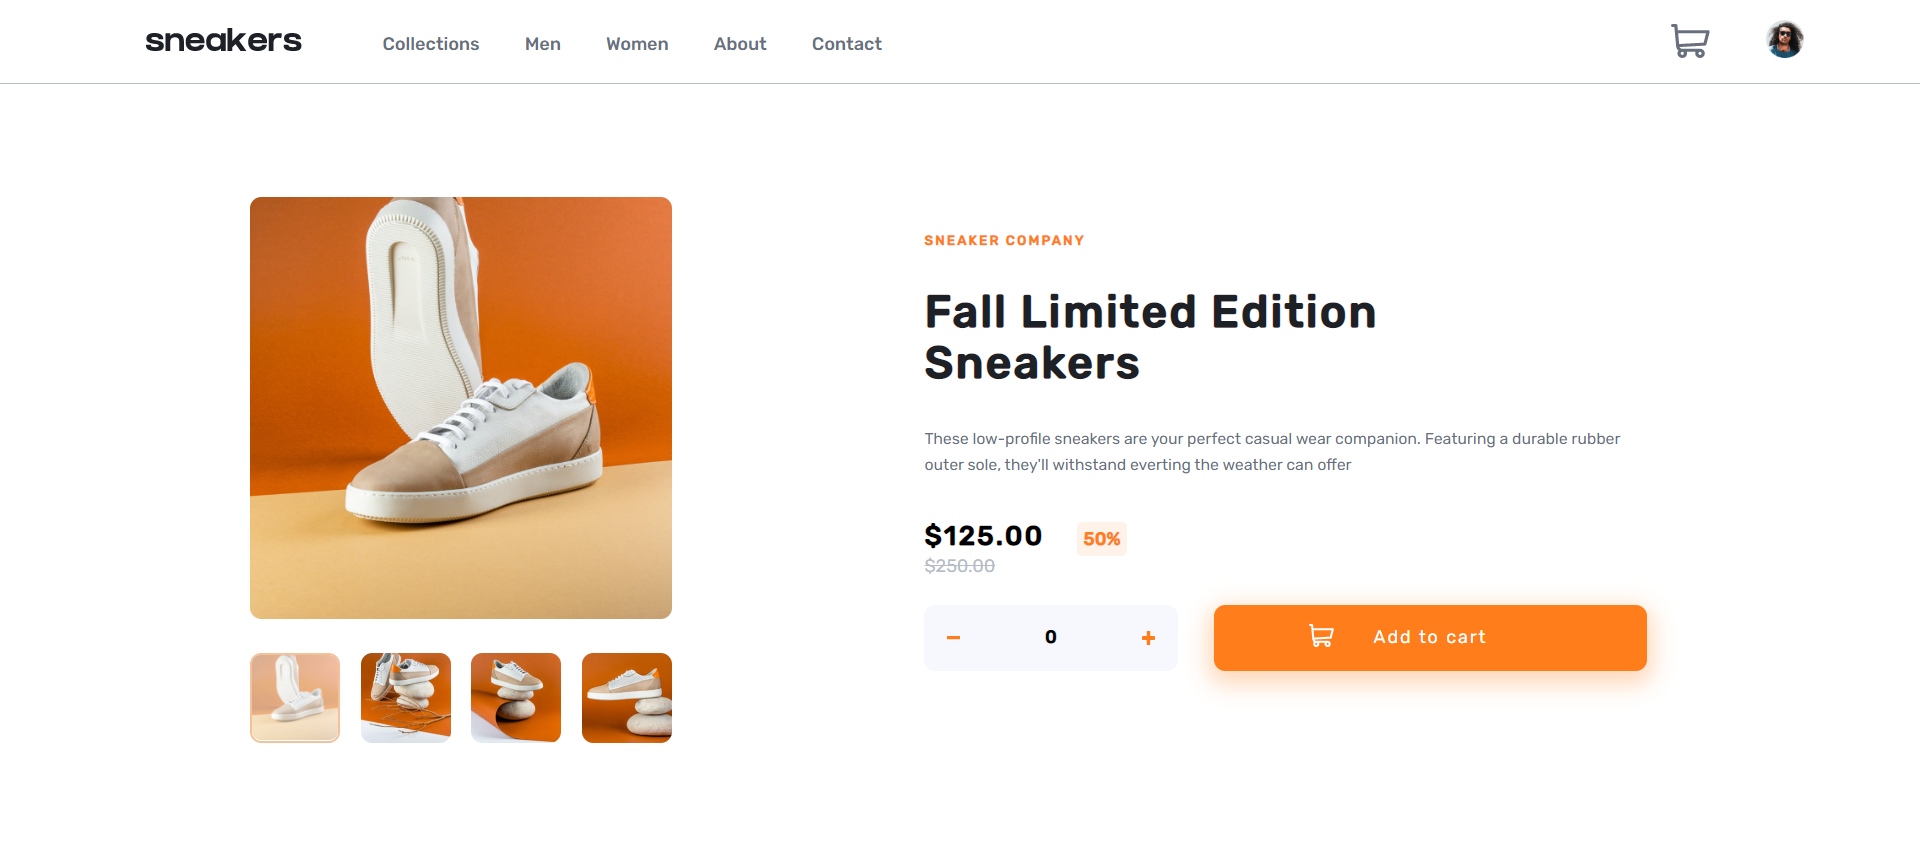 sneakers
Collections
Men
Women
About
Contact
SNEAKER COMPANY
Fall Limited Edition
Sneakers
These low-profile sneakers are your perfect casual wear companion. Featuring a durable rubber
outer sole, they'll withstand everting the weather can offer
$125.00
50%
$250.00
0
Add to cart